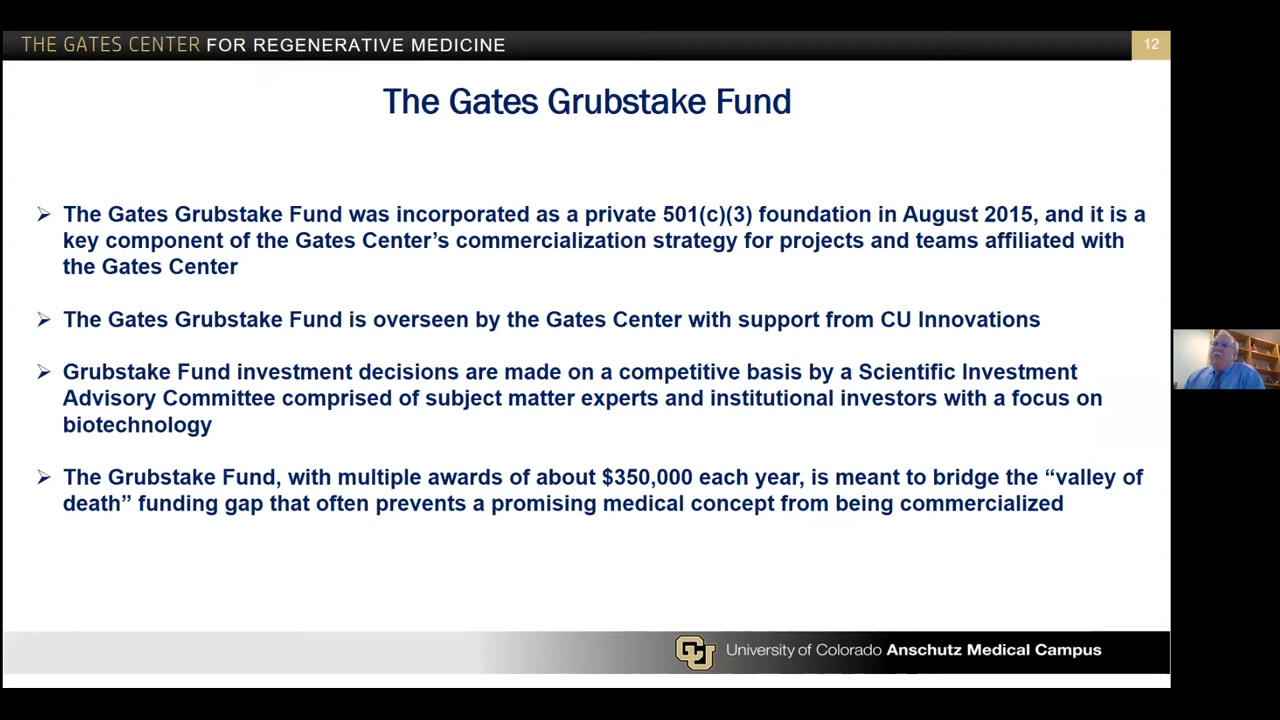 THE GATES CENTER FOR REGENERATIVE MEDICINE
12
The Gates Grubstake Fund
The Gates Grubstake Fund was incorporated as a private 501(c)(3) foundation in August 2015, and it is a
key component of the Gates Center’s commercialization strategy for projects and teams affiliated with
the Gates Center
The Gates Grubstake Fund is overseen by the Gates Center with support from CU Innovations
Grubstake Fund investment decisions are made on a competitive basis by a Scientific Investment
Advisory Committee comprised of subject matter experts and institutional investors with a focus on
biotechnology
The Grubstake Fund, with multiple awards of about $350,000 each year, is meant to bridge the “valley of
death” funding gap that often prevents a promising medical concept from being commercialized
CU University of Colorado Anschutz Medical Campus